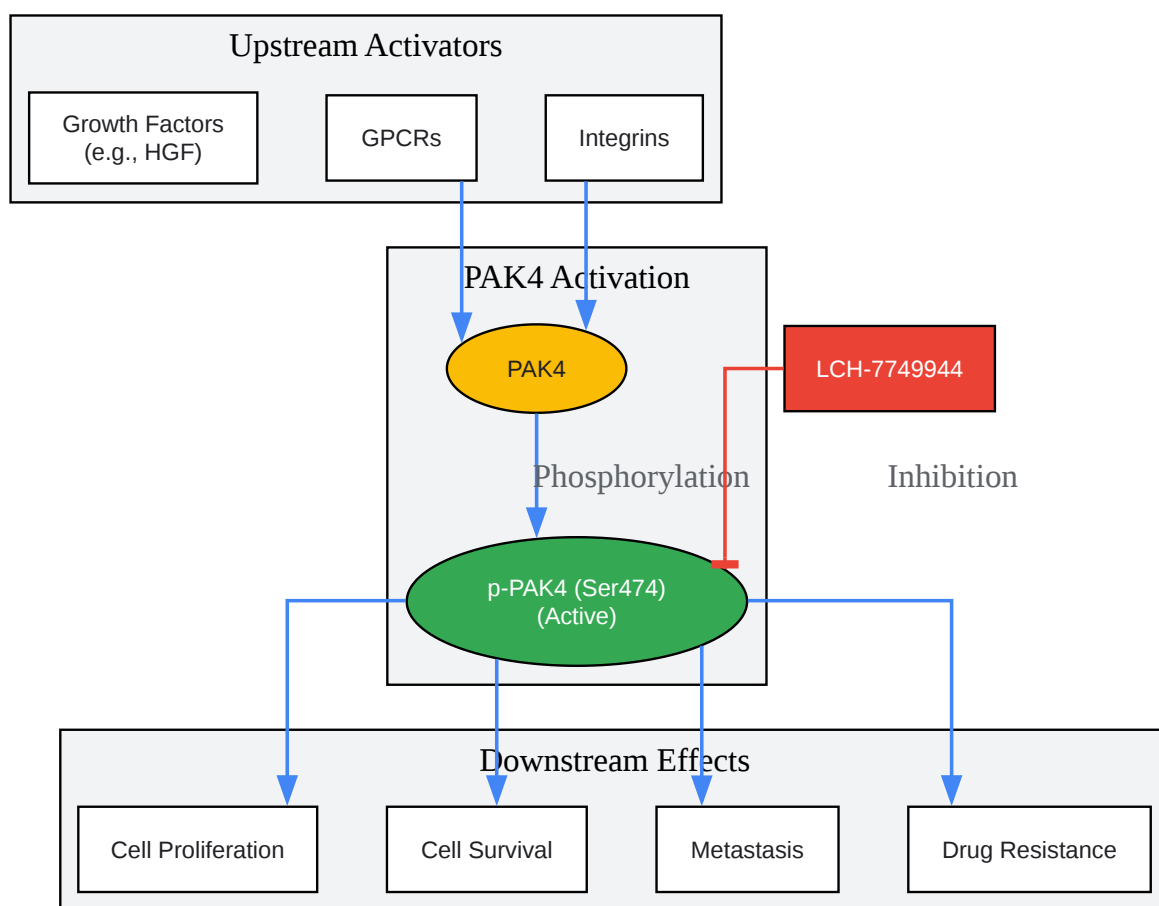 Upstream Activators
Growth Factors
(e.g., HGF)
GPCRs
Integrins
PAK4 Activation
PAK4
LCH-7749944
Phosphorylation
Inhibition
p-PAK4 (Ser474)
(Active)
Downstream Effects
Cell Proliferation
Cell Survival
Metastasis
Drug Resistance